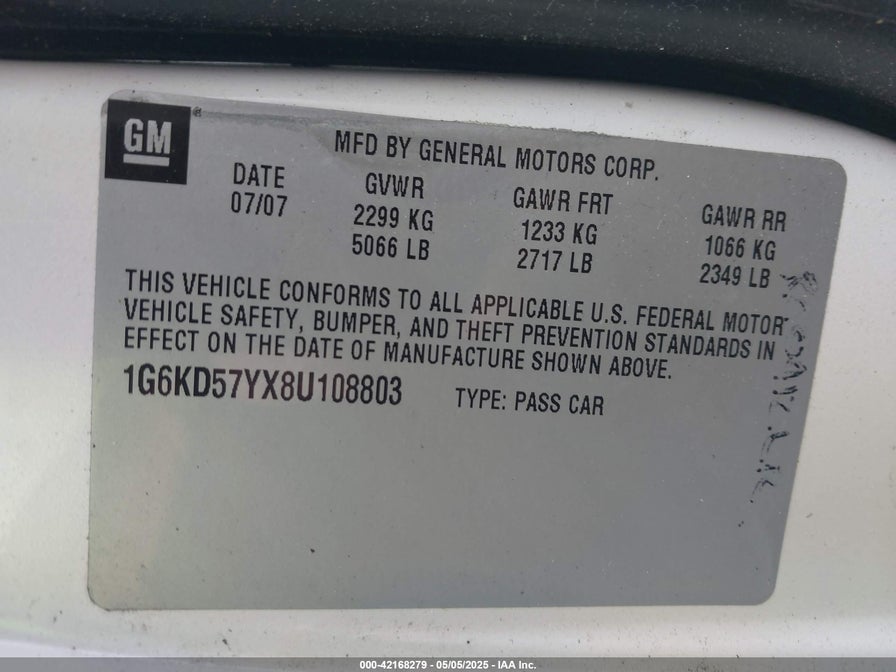 GM
®
MFD BY GENERAL MOTORS CORP.
DATE GVWR GAWR FRT GAWR RR
07/07 2299 KG 1233 KG 1066 KG
5066 LB 2717 LB 2349 LB
THIS VEHICLE CONFORMS TO ALL APPLICABLE U.S. FEDERAL MOTOR
VEHICLE SAFETY, BUMPER, AND THEFT PREVENTION STANDARDS IN
EFFECT ON THE DATE OF MANUFACTURE SHOWN ABOVE.
1G6KD57YX8U108803 TYPE: PASS CAR
000-42168279 - 05/05/2025 - IAA Inc.